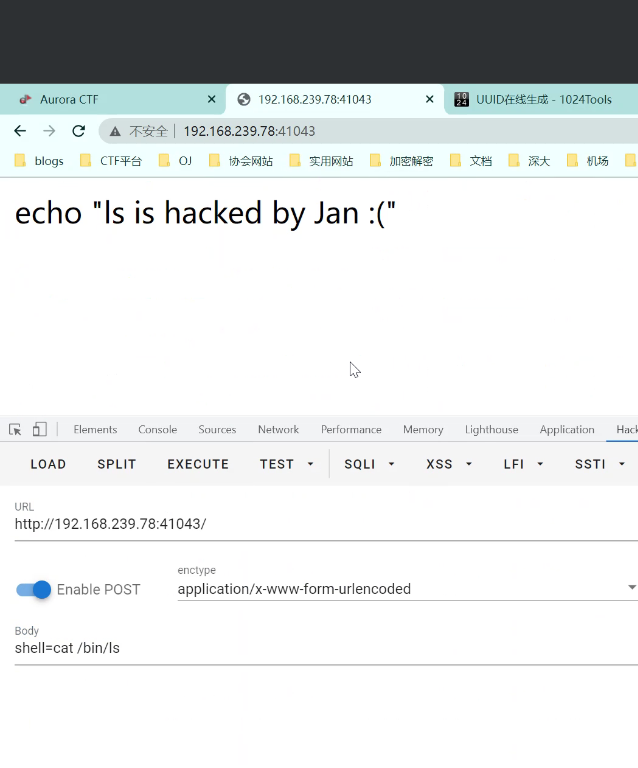 Aurora CTF
192.168.239.78:41043
UUID在线生成 - 1024Tools
不安全 192.168.239.78:41043
blogs CTF平台 OJ 协会网站 实用网站 加密解密 文档 深大 机场
echo "ls is hacked by Jan :("
Elements Console Sources Network Performance Memory Lighthouse Application Hack
LOAD SPLIT EXECUTE TEST SQLI XSS LFI SSTI
URL
http://192.168.239.78:41043/
Enable POST
enctype
application/x-www-form-urlencoded
Body
shell=cat /bin/ls